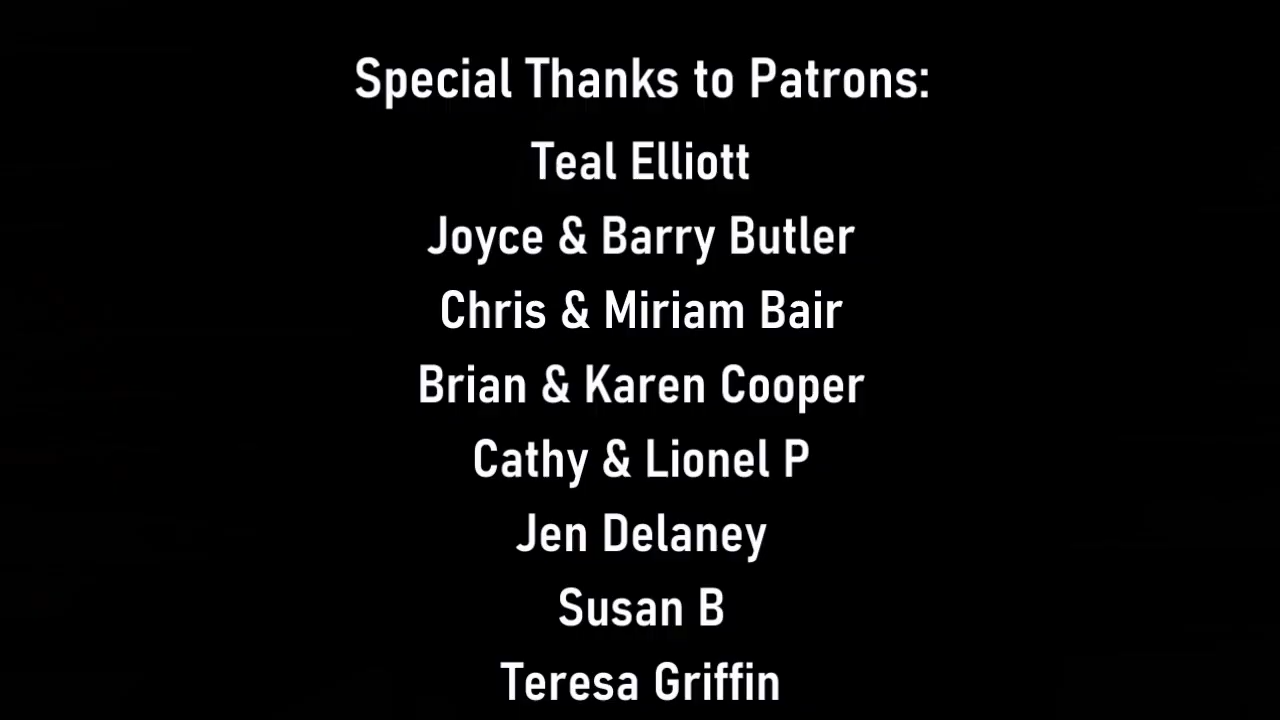 Special Thanks to Patrons:
Teal Elliott
Joyce & Barry Butler
Chris & Miriam Bair
Brian & Karen Cooper
Cathy & Lionel P
Jen Delaney
Susan B
Teresa Griffin